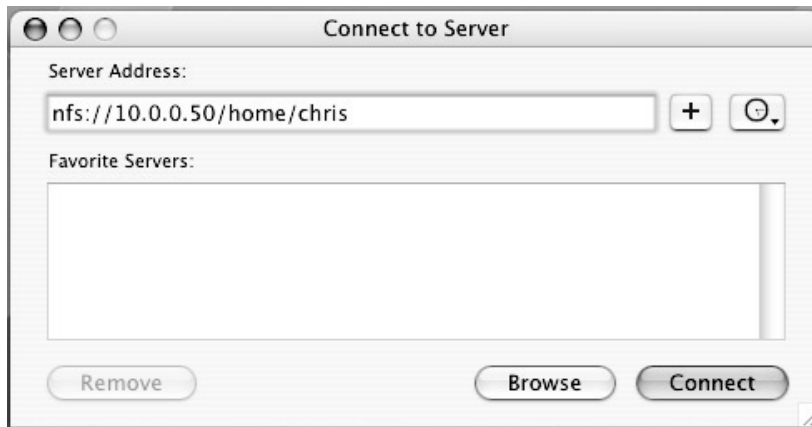 Connect to Server
Server Address:
nfs://10.0.0.50/home/chris
+
Favorite Servers:
Remove
Browse
Connect